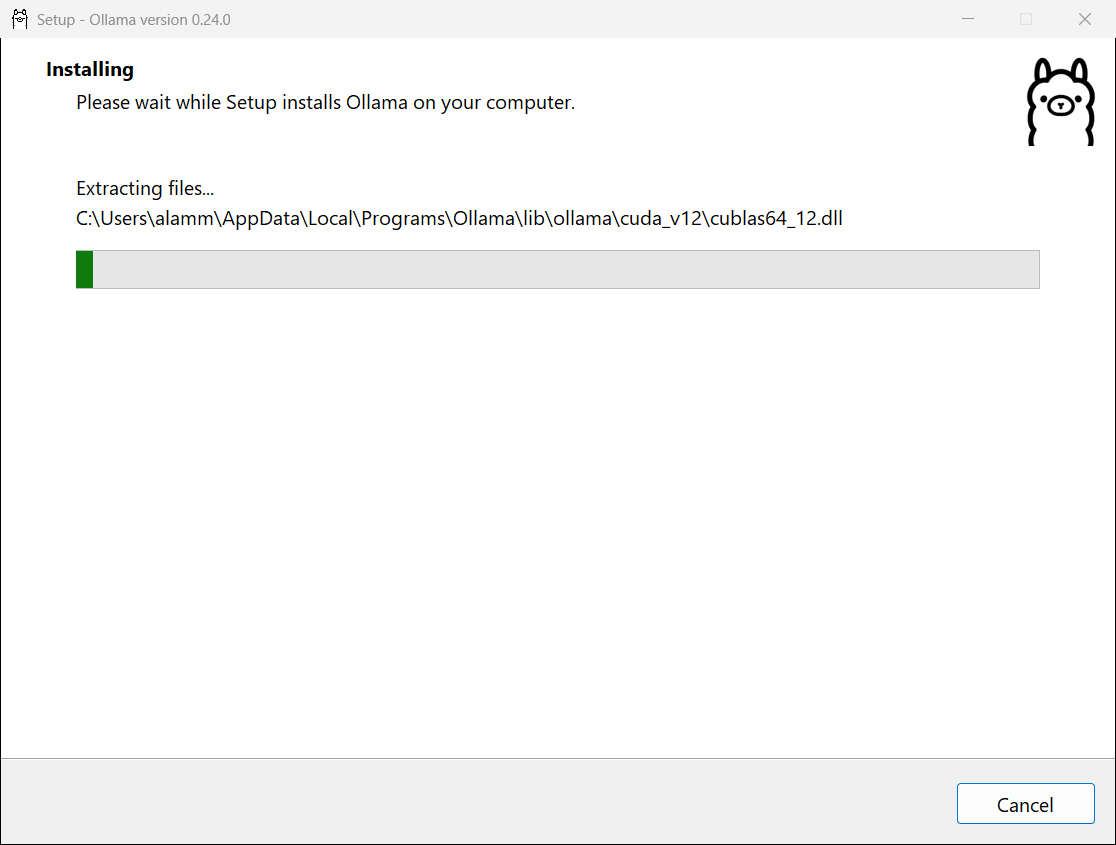 Setup - Ollama version 0.24.0
Installing
Please wait while Setup installs Ollama on your computer.
Extracting files...
C:\Users\alamm\AppData\Local\Programs\Ollama\lib\ollama\cuda_v12\cublas64_12.dll
Cancel